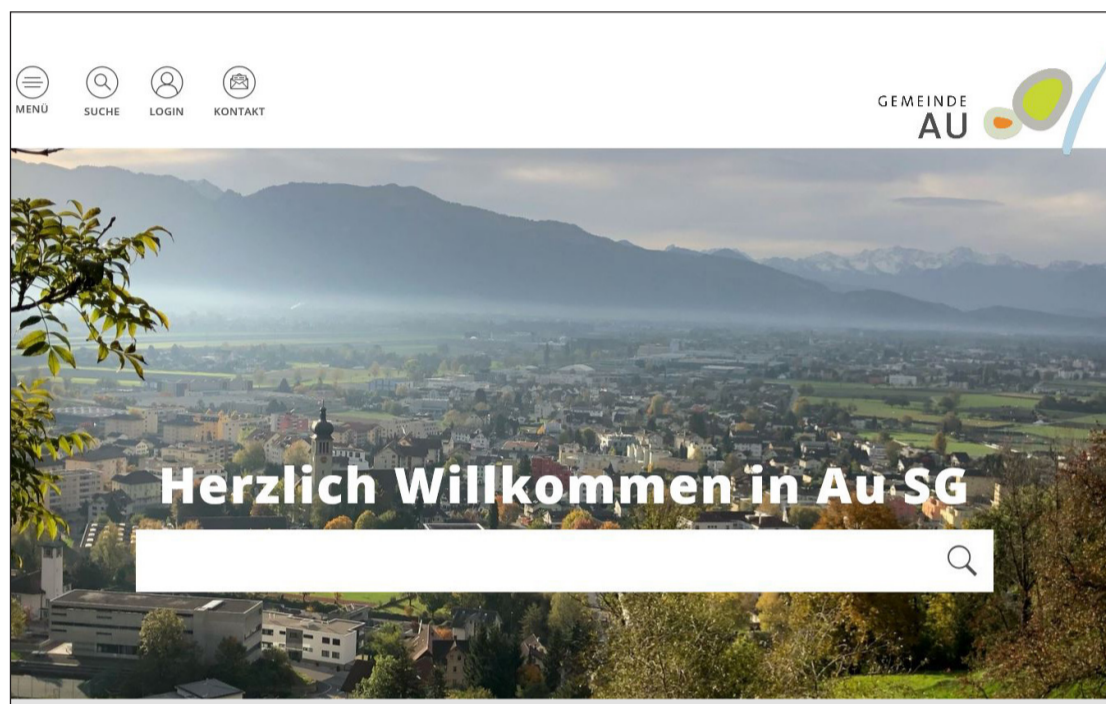 MENÜ SUCHE LOGIN KONTAKT
GEMEINDE
AU
Herzlich Willkommen in Au SG